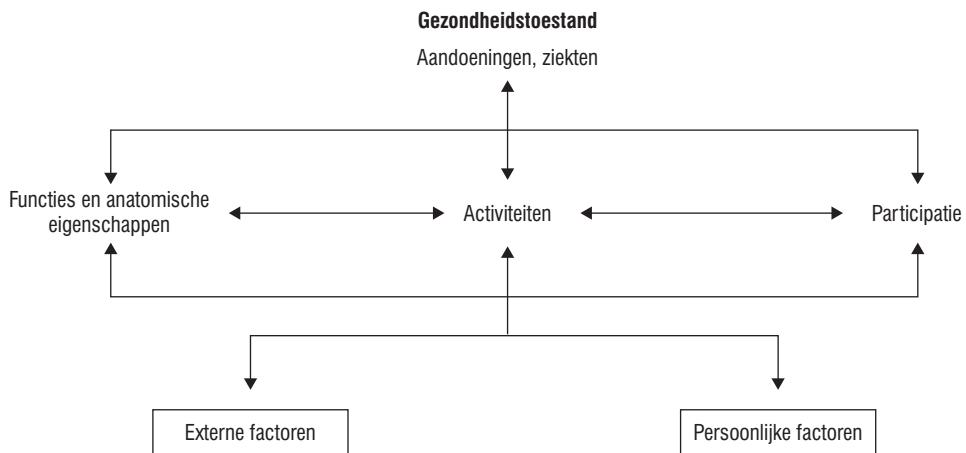 Gezondheidstoestand
Aandoeningen, ziekten
Functies en anatomische
eigenschappen
Activiteiten
Participatie
Externe factoren
Persoonlijke factoren